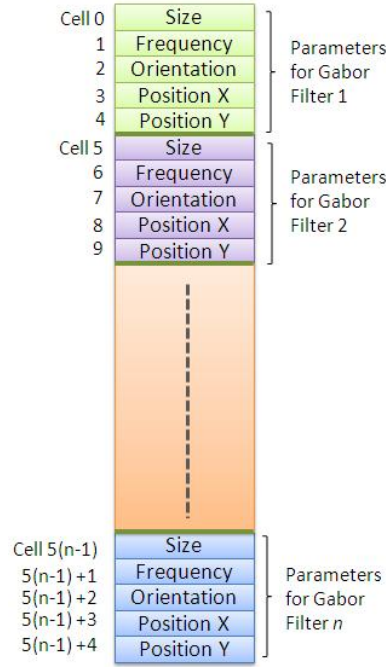 Cell 0 Size
1 Frequency
2 Orientation
3 Position X
4 Position Y
Parameters
for Gabor
Filter 1
Cell 5 Size
6 Frequency
7 Orientation
8 Position X
9 Position Y
Parameters
for Gabor
Filter 2
Cell 5(n-1) Size
5(n-1) +1 Frequency
5(n-1) +2 Orientation
5(n-1) +3 Position X
5(n-1) +4 Position Y
Parameters
for Gabor
Filter n